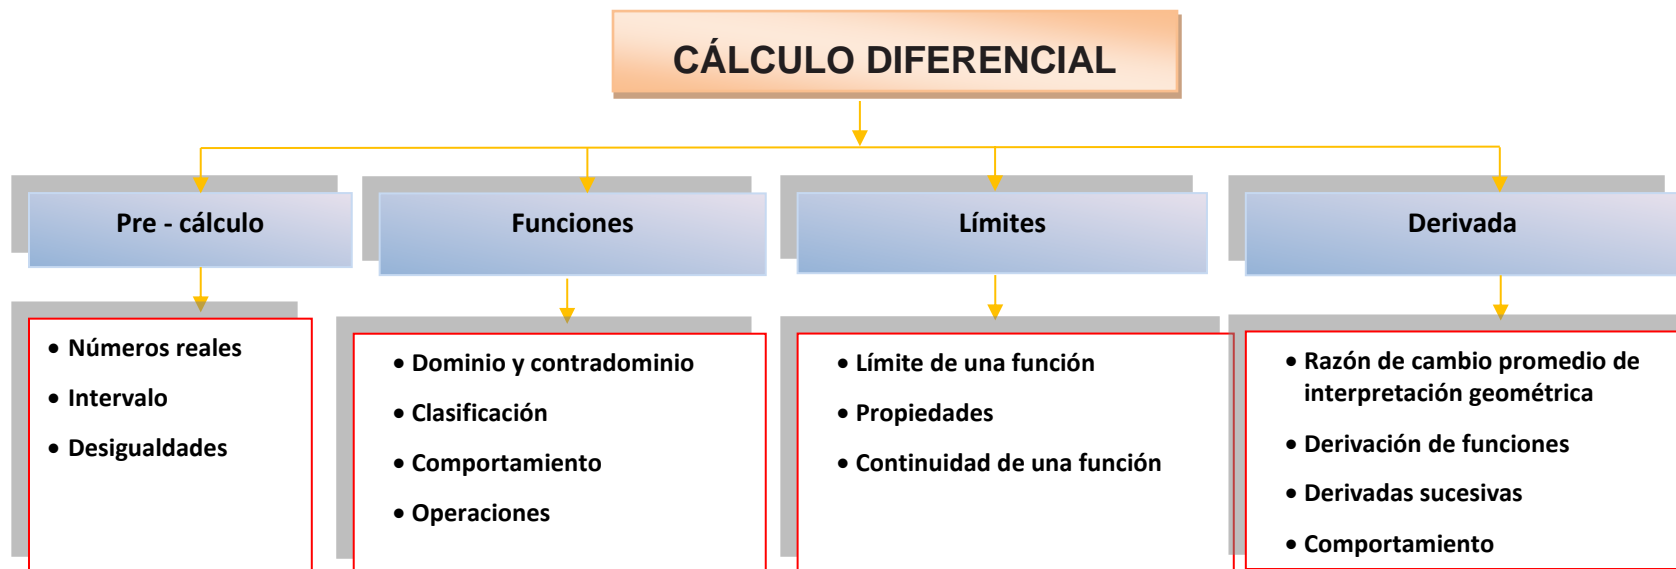 CÁLCULO DIFERENCIAL
Pre - cálculo
• Números reales
• Intervalo
• Desigualdades
Funciones
• Dominio y contradominio
• Clasificación
• Comportamiento
• Operaciones
Límites
• Límite de una función
• Propiedades
• Continuidad de una función
Derivada
• Razón de cambio promedio de
interpretación geométrica
• Derivación de funciones
• Derivadas sucesivas
• Comportamiento